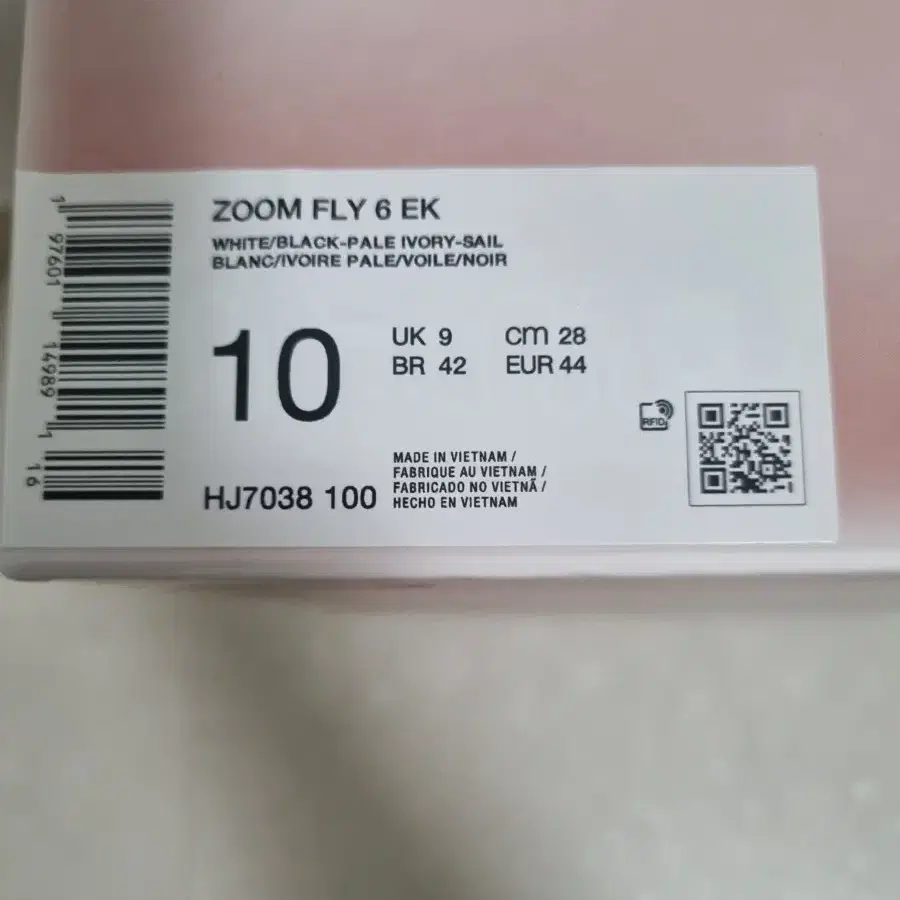 ZOOM FLY 6 EK
WHITE/BLACK-PALE IVORY-SAIL
BLANC/IVOIRE PALE/VOILE/NOIR
10
UK 9 cm 28
BR 42 EUR 44
RFID
MADE IN VIETNAM /
FABRIQUE AU VIETNAM /
FABRICADO NO VIETNÃ /
HECHO EN VIETNAM
HJ7038 100
1 97601 14989 1 16